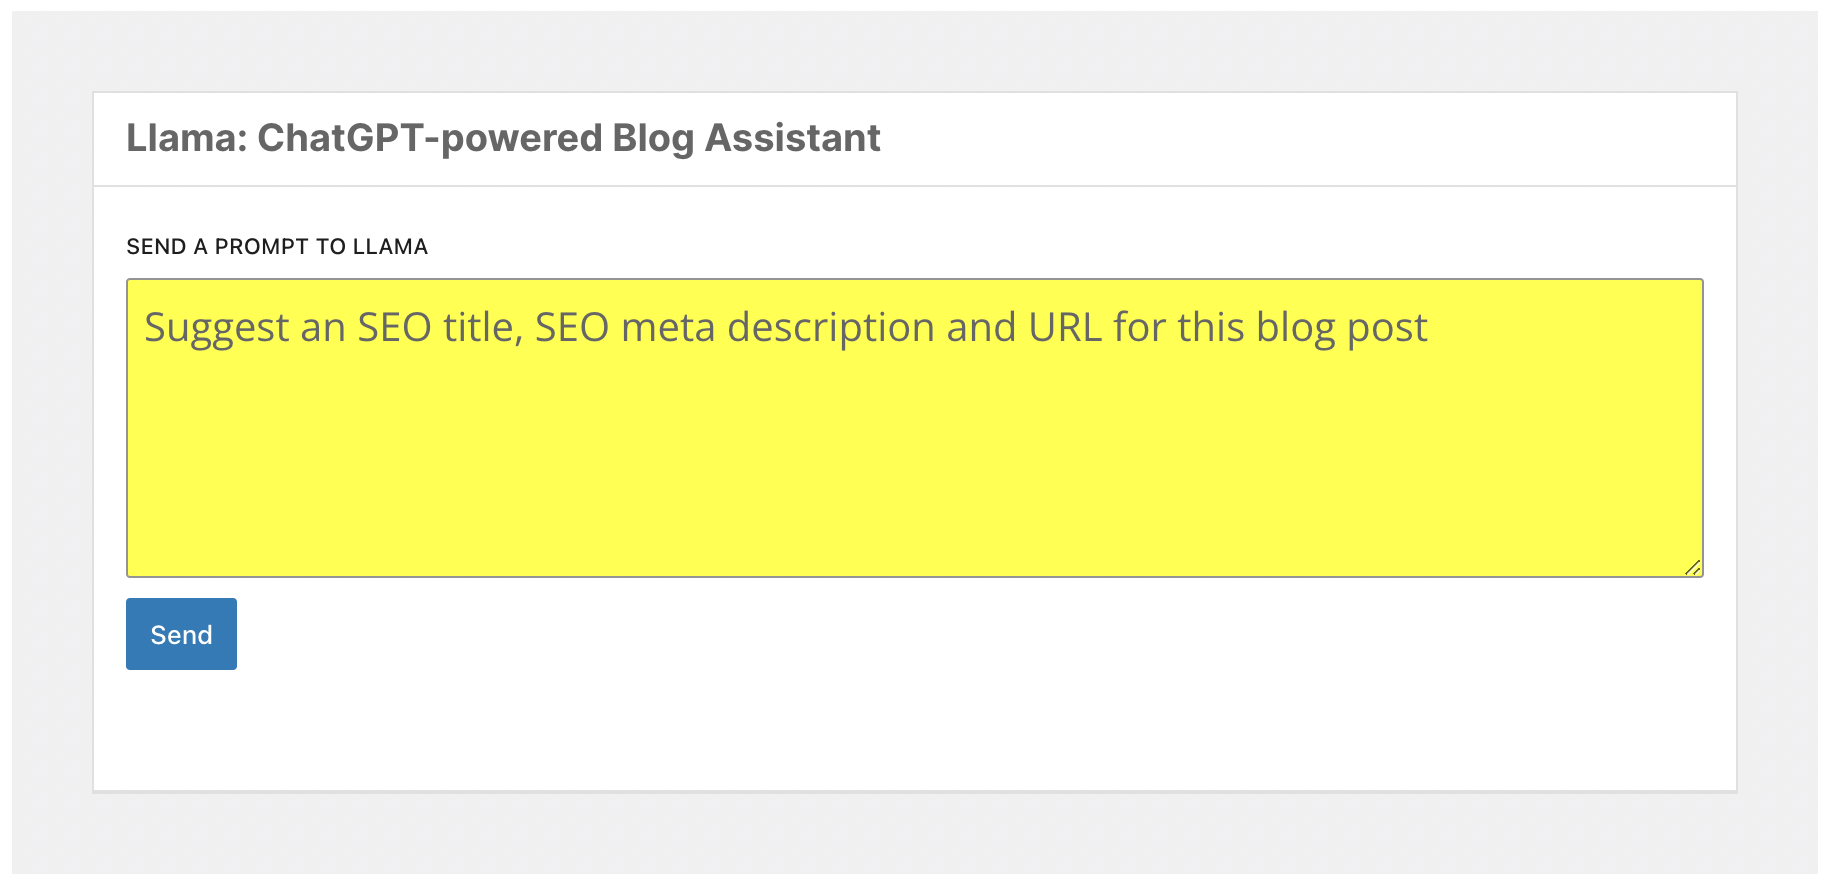 Llama: ChatGPT-powered Blog Assistant
SEND A PROMPT TO LLAMA
Suggest an SEO title, SEO meta description and URL for this blog post
Send